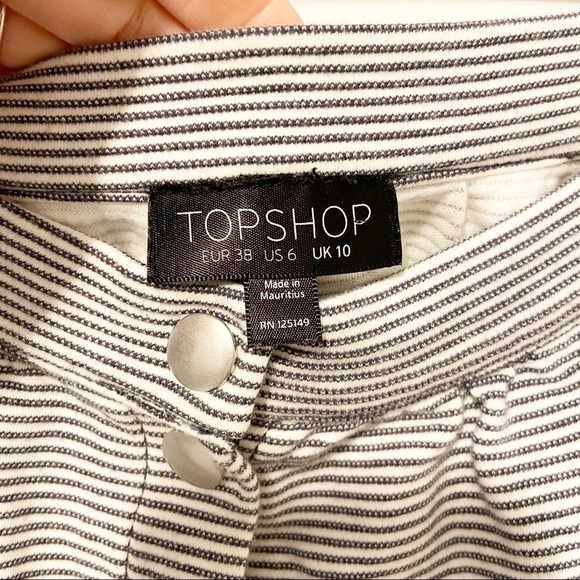 TOPSHOP
EUR 38 US 6 UK 10
Made in
Mauritius
RN 125149